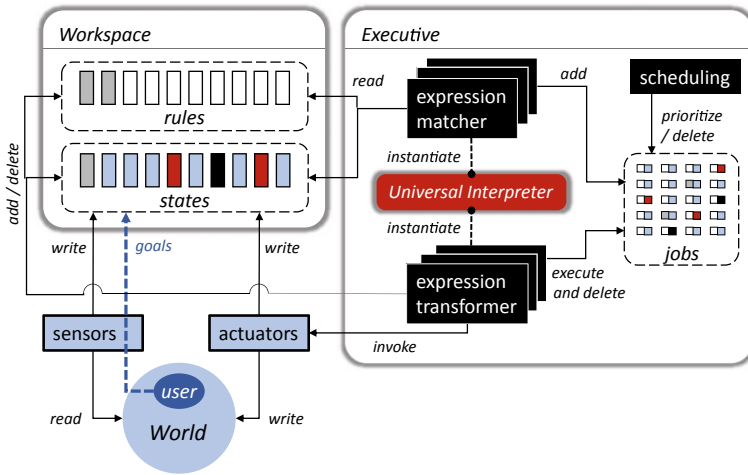 Workspace
Executive
rules
states
read
add
expression
matcher
scheduling
prioritize
/ delete
instantiate
Universal Interpreter
instantiate
jobs
add / delete
write
goals
write
expression
transformer
execute
and delete
sensors
actuators
invoke
user
World
read
write